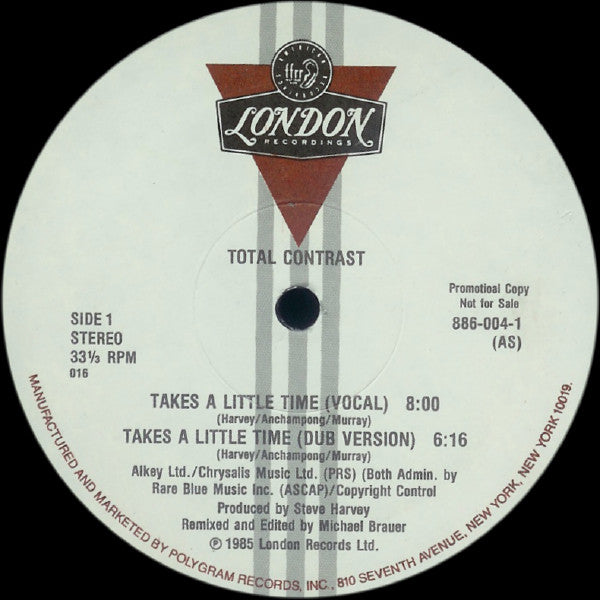 AMERICAN
ffrr
RECORDINGS
LONDON
RECORDINGS
TOTAL CONTRAST
SIDE 1
STEREO
33⅓ RPM
016
Promotioal Copy
Not for Sale
886-004-1
(AS)
TAKES A LITTLE TIME (VOCAL) 8:00
(Harvey/Anchampong/Murray)
TAKES A LITTLE TIME (DUB VERSION) 6:16
(Harvey/Anchampong/Murray)
Alkey Ltd./Chrysalis Music Ltd. (PRS) (Both Admin. by
Rare Blue Music Inc. (ASCAP)/Copyright Control
Produced by Steve Harvey
Remixed and Edited by Michael Brauer
℗ 1985 London Records Ltd.
MANUFACTURED AND MARKETED BY POLYGRAM RECORDS, INC., 810 SEVENTH AVENUE, NEW YORK, NEW YORK 10019.